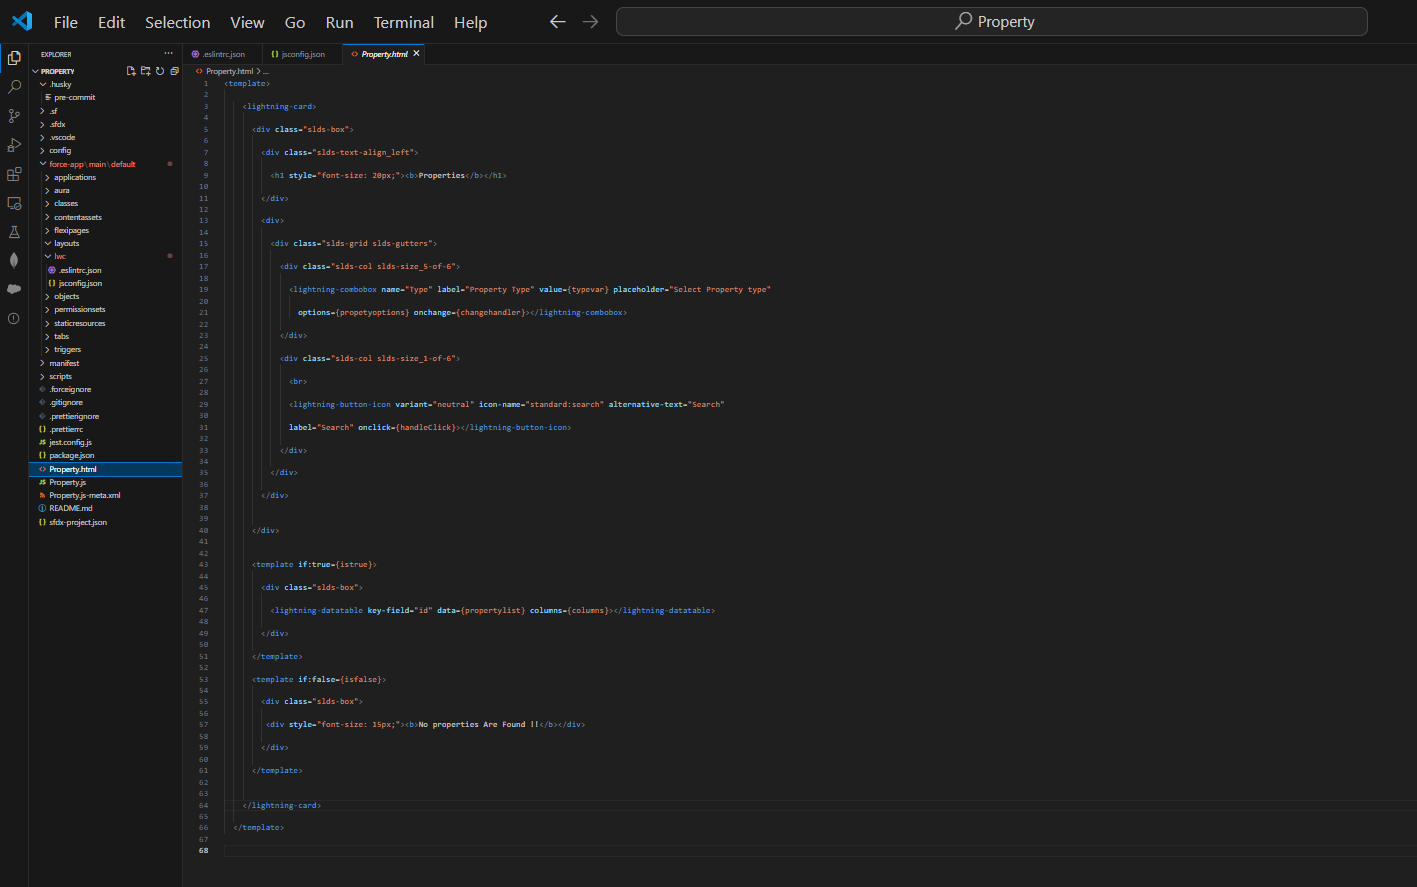 File Edit Selection View Go Run Terminal Help
Property
EXPLORER
PROPERTY
.husky
pre-commit
.sf
.sfdx
.vscode
config
force-app\main\default
applications
aura
classes
contentassets
flexipages
layouts
lwc
.eslintrc.json
jsconfig.json
objects
permissionsets
staticresources
tabs
triggers
manifest
scripts
.forceignore
.gitignore
.prettierignore
.prettierrc
jest.config.js
package.json
Property.html
Property.js
Property.js-meta.xml
README.md
sfdx-project.json
.eslintrc.json jsconfig.json Property.html
Property.html > ...
1 <template>
2
3 <lightning-card>
4
5 <div class="slds-box">
6
7 <div class="slds-text-align_left">
8
9 <h1 style="font-size: 20px;"><b>Properties</b></h1>
10
11 </div>
12
13 <div>
14
15 <div class="slds-grid slds-gutters">
16
17 <div class="slds-col slds-size_5-of-6">
18
19 <lightning-combobox name="Type" label="Property Type" value={typevar} placeholder="Select Property type"
20
21 options={propetyoptions} onchange={changehandler}></lightning-combobox>
22
23 </div>
24
25 <div class="slds-col slds-size_1-of-6">
26
27 <br>
28
29 <lightning-button-icon variant="neutral" icon-name="standard:search" alternative-text="Search"
30
31 label="Search" onclick={handleClick}></lightning-button-icon>
32
33 </div>
34
35 </div>
36
37 </div>
38
39
40 </div>
41
42
43 <template if:true={istrue}>
44
45 <div class="slds-box">
46
47 <lightning-datatable key-field="id" data={propertylist} columns={columns}></lightning-datatable>
48
49 </div>
50
51 </template>
52
53 <template if:false={isfalse}>
54
55 <div class="slds-box">
56
57 <div style="font-size: 15px;"><b>No properties Are Found !!</b></div>
58
59 </div>
60
61 </template>
62
63
64 </lightning-card>
65
66 </template>
67
68